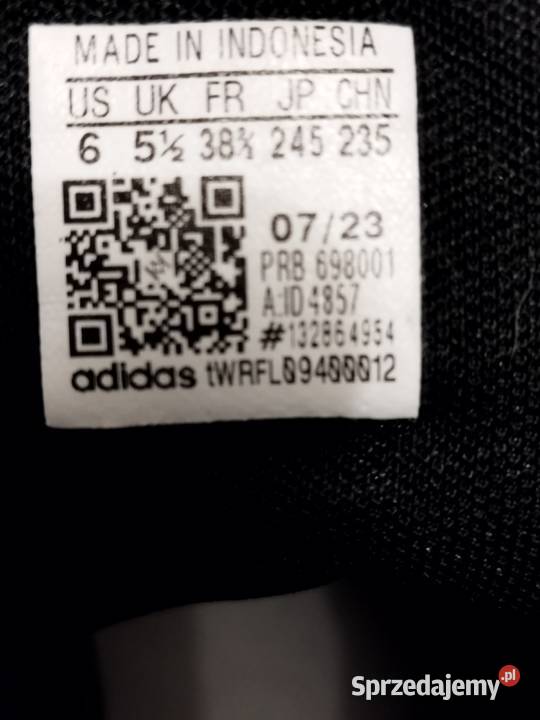 MADE IN INDONESIA
US UK FR JP CHN
6 5½ 38⅔ 245 235
07/23
PRB 698001
A:ID4857
#132864954
adidas tWRFL09400012
Sprzedajemy.pl